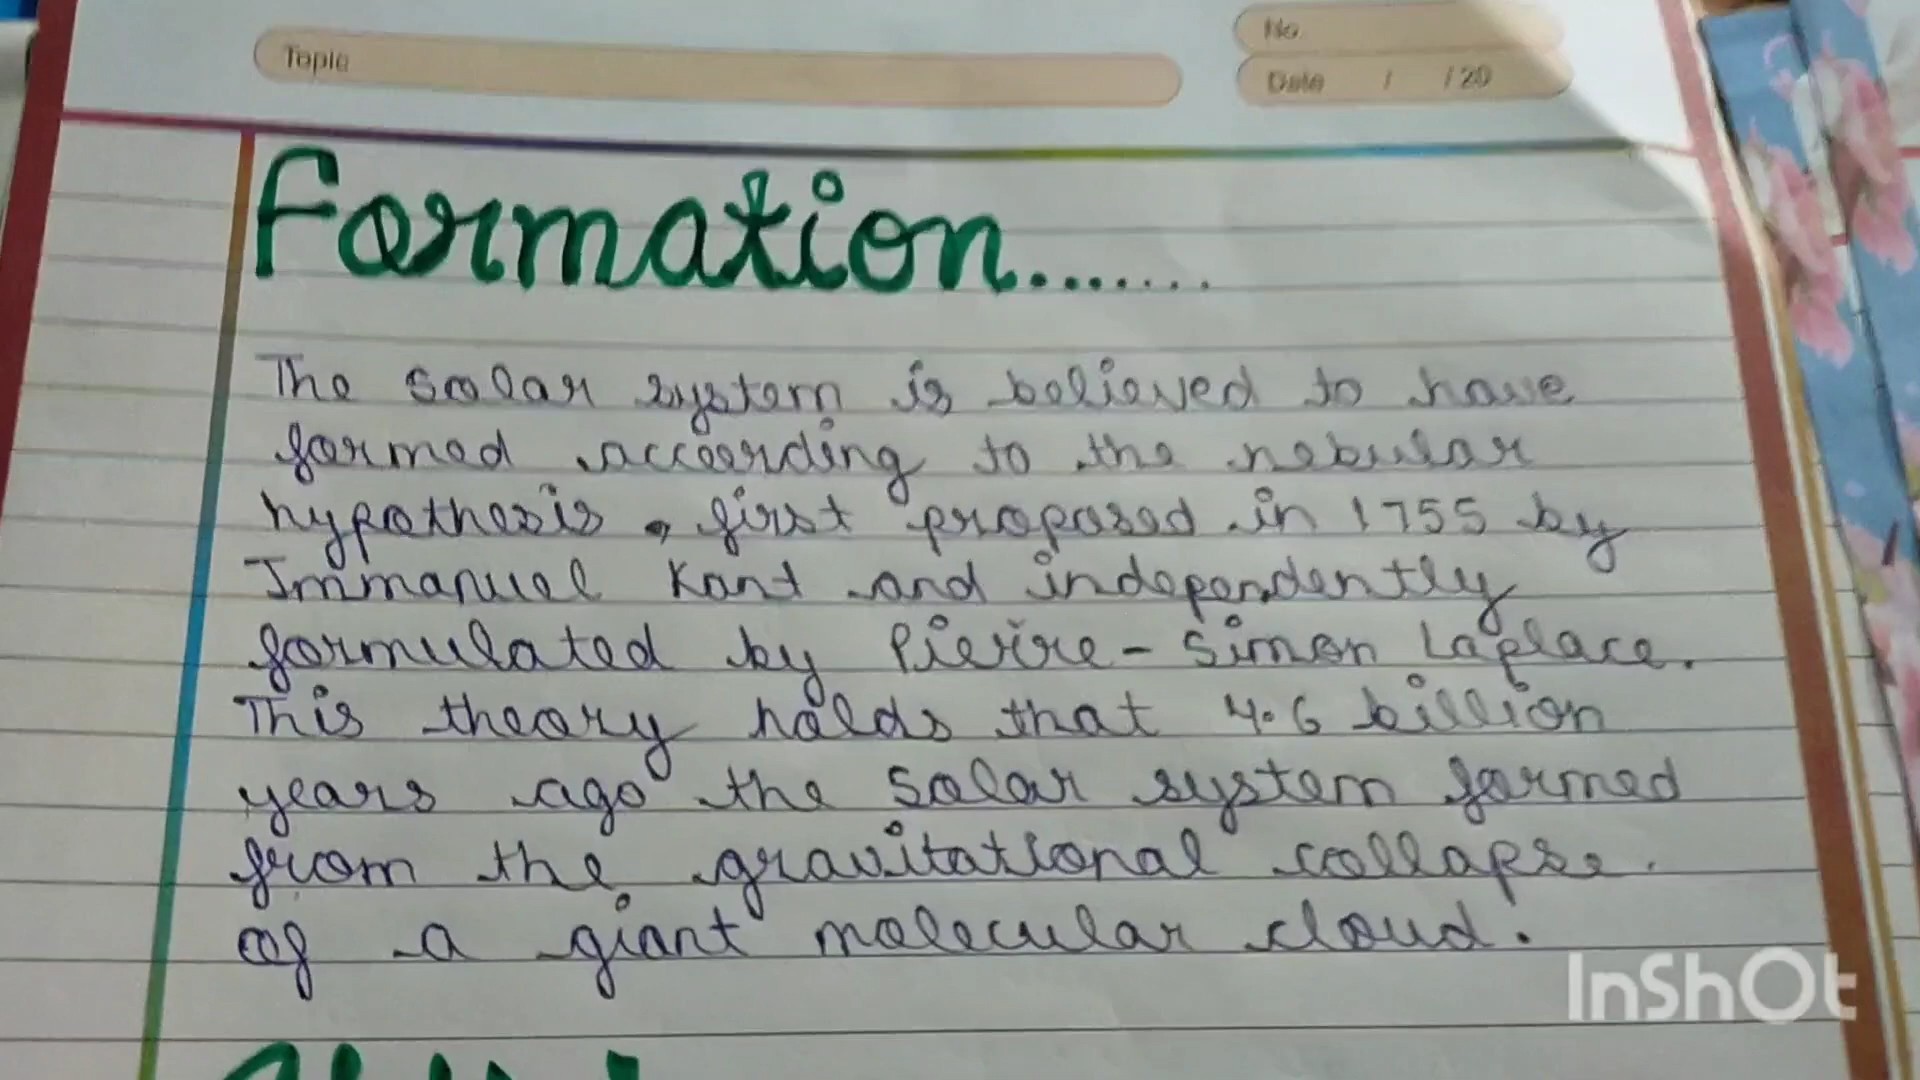 Topic
No.
Date / / 20
Formation.......
The solar system is believed to have
formed according to the nebular
hypothesis, first proposed in 1755 by
Immanuel Kant and independently
formulated by Pierre-Simon Laplace.
This theory holds that 4.6 billion
years ago the Solar system formed
from the gravitational collapse.
of a giant molecular cloud.
InShOt